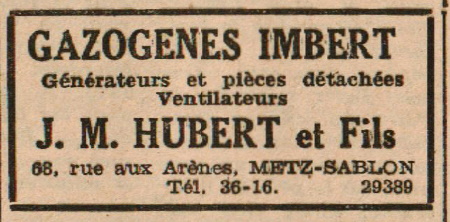 GAZOGENES IMBERT
Générateurs et pièces détachées
Ventilateurs
J. M. HUBERT et Fils
68, rue aux Arènes, METZ-SABLON
Tél. 36-16. 29389